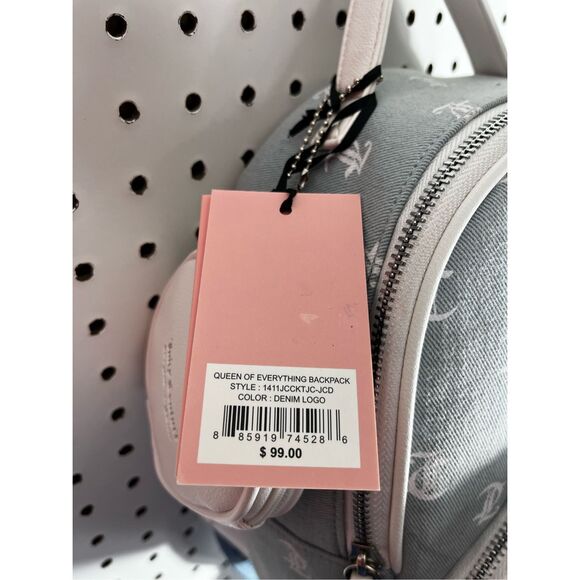 QUEEN OF EVERYTHING BACKPACK
STYLE : 1411JCCKTJC-JCD
COLOR : DENIM LOGO
8 85919 74528 6
$ 99.00